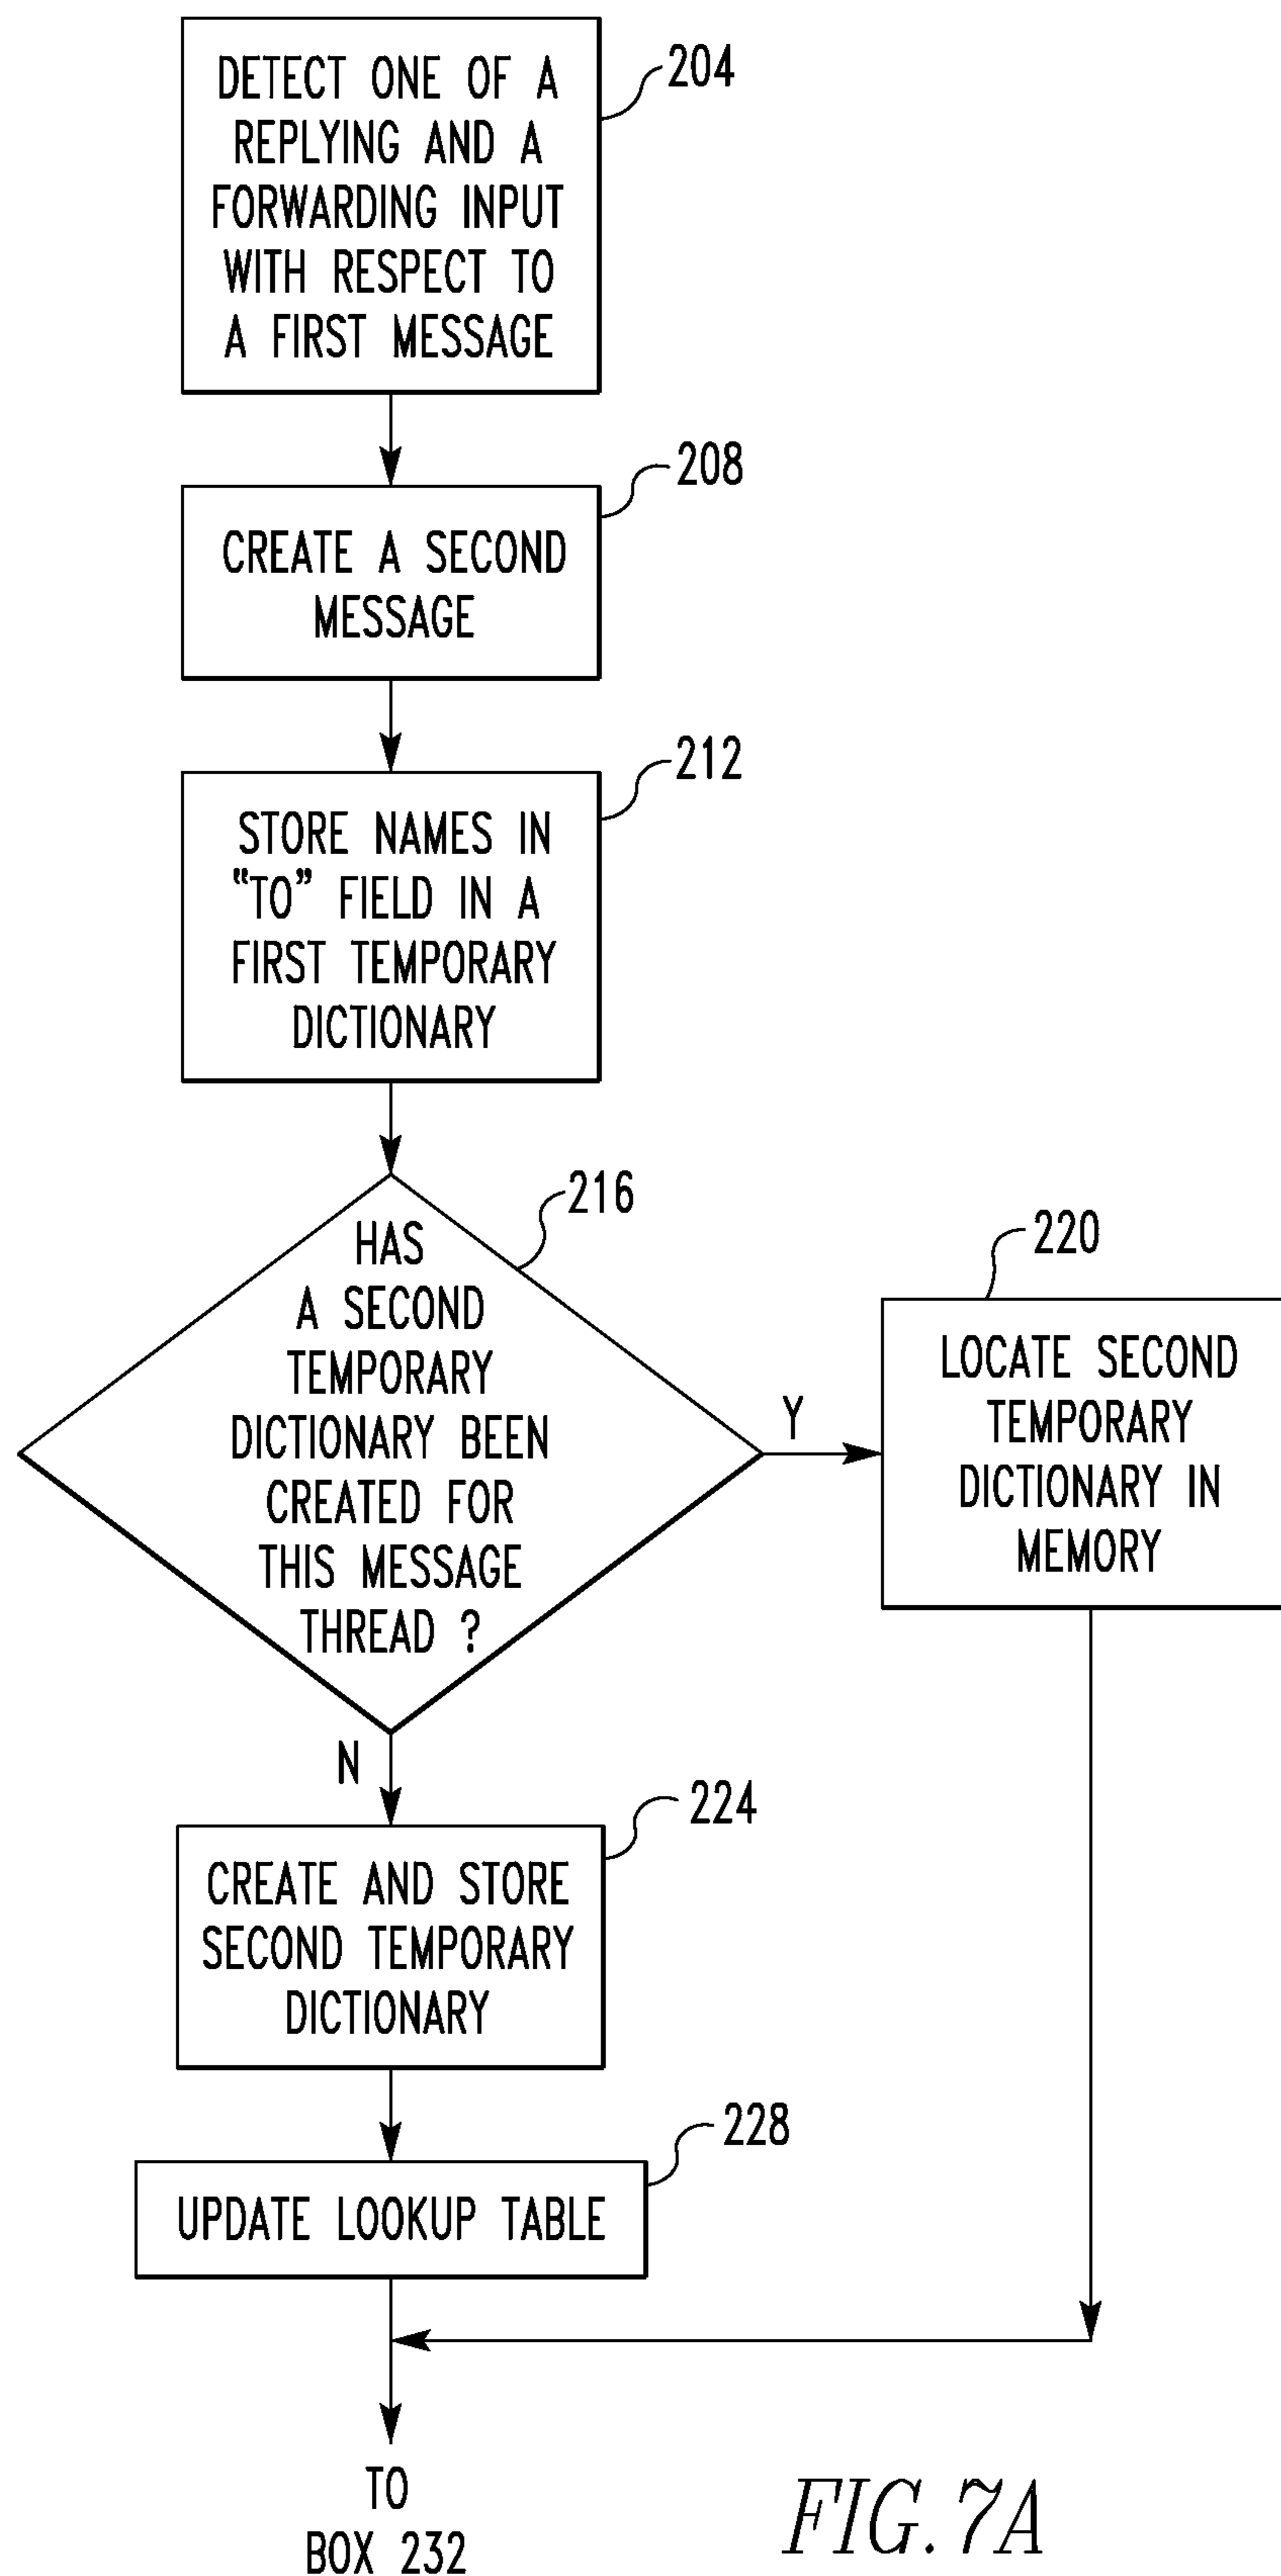 DETECT ONE OF A
REPLYING AND A
FORWARDING INPUT
WITH RESPECT TO
A FIRST MESSAGE
204
CREATE A SECOND
MESSAGE
208
STORE NAMES IN
“TO” FIELD IN A
FIRST TEMPORARY
DICTIONARY
212
HAS
A SECOND
TEMPORARY
DICTIONARY BEEN
CREATED FOR
THIS MESSAGE
THREAD ?
216
Y
220
LOCATE SECOND
TEMPORARY
DICTIONARY IN
MEMORY
N
224
CREATE AND STORE
SECOND TEMPORARY
DICTIONARY
228
UPDATE LOOKUP TABLE
TO
BOX 232
FIG. 7A